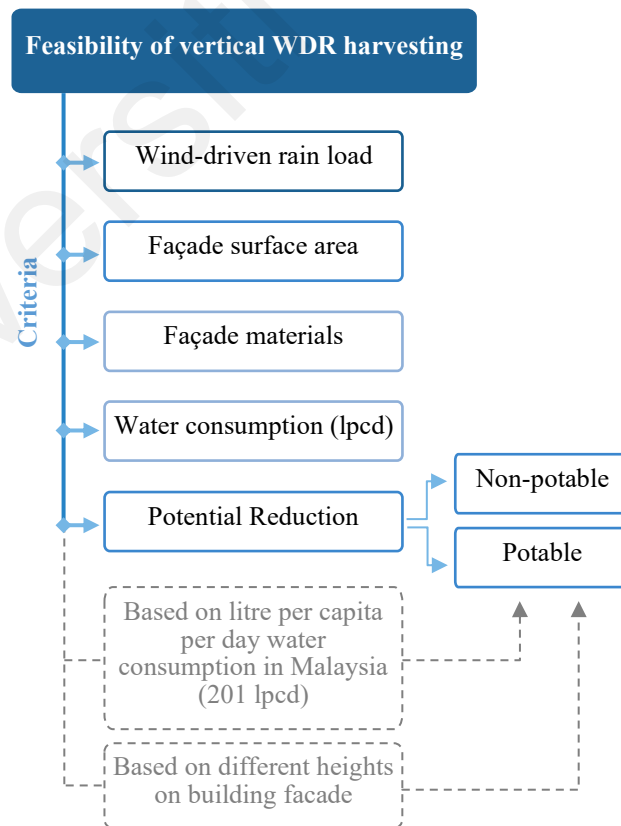 Feasibility of vertical WDR harvesting
Criteria
Wind-driven rain load
Façade surface area
Façade materials
Water consumption (lpcd)
Potential Reduction
Non-potable
Potable
Based on litre per capita
per day water
consumption in Malaysia
(201 lpcd)
Based on different heights
on building facade